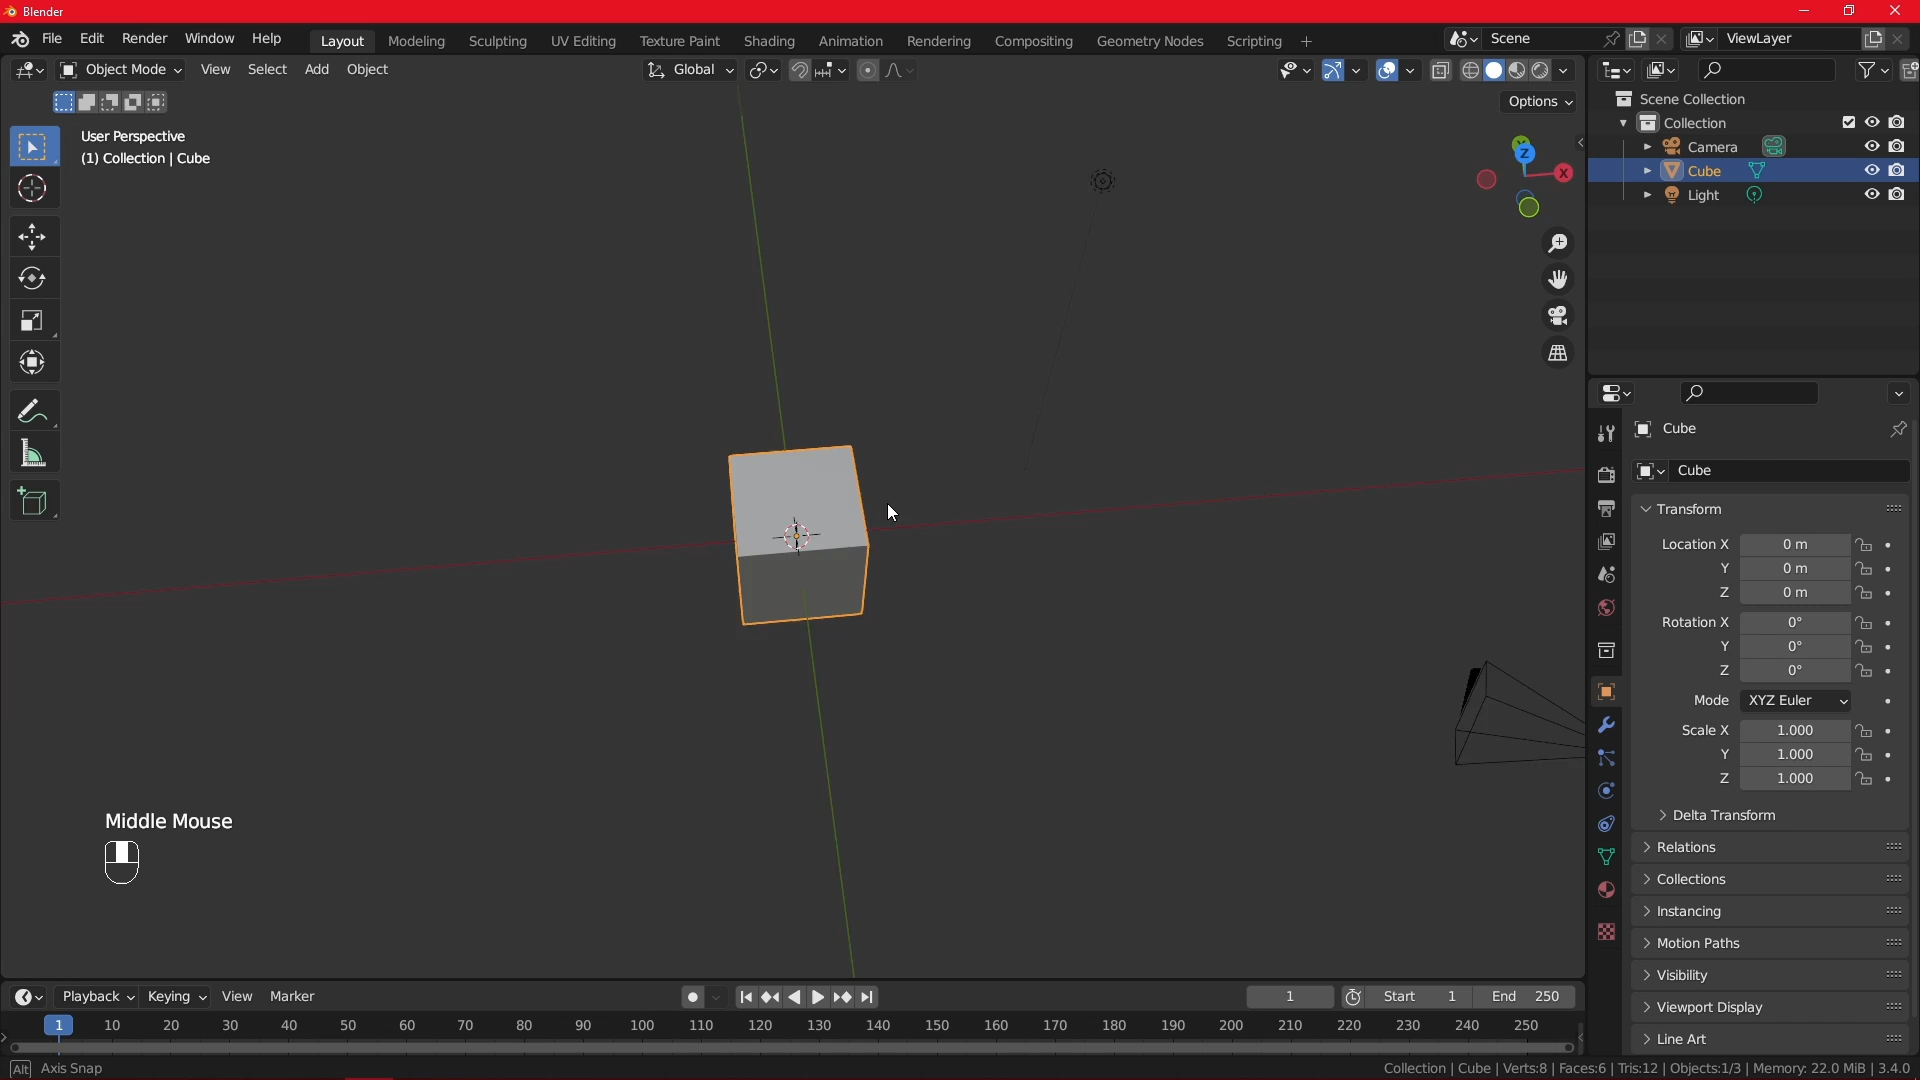 Blender
File Edit Render Window Help Layout Modeling Sculpting UV Editing Texture Paint Shading Animation Rendering Compositing Geometry Nodes Scripting + Scene ViewLayer
Object Mode View Select Add Object Global
Options
User Perspective
(1) Collection | Cube
Z
Y
X
Scene Collection
Collection
Camera
Cube
Light
Cube
Cube
Transform
Location X 0 m
Y 0 m
Z 0 m
Rotation X 0°
Y 0°
Z 0°
Mode XYZ Euler
Scale X 1.000
Y 1.000
Z 1.000
Delta Transform
Relations
Collections
Instancing
Motion Paths
Visibility
Viewport Display
Line Art
Middle Mouse
Playback Keying View Marker 1 Start 1 End 250
1 10 20 30 40 50 60 70 80 90 100 110 120 130 140 150 160 170 180 190 200 210 220 230 240 250
Alt Axis Snap Collection | Cube | Verts:8 | Faces:6 | Tris:12 | Objects:1/3 | Memory: 22.0 MiB | 3.4.0